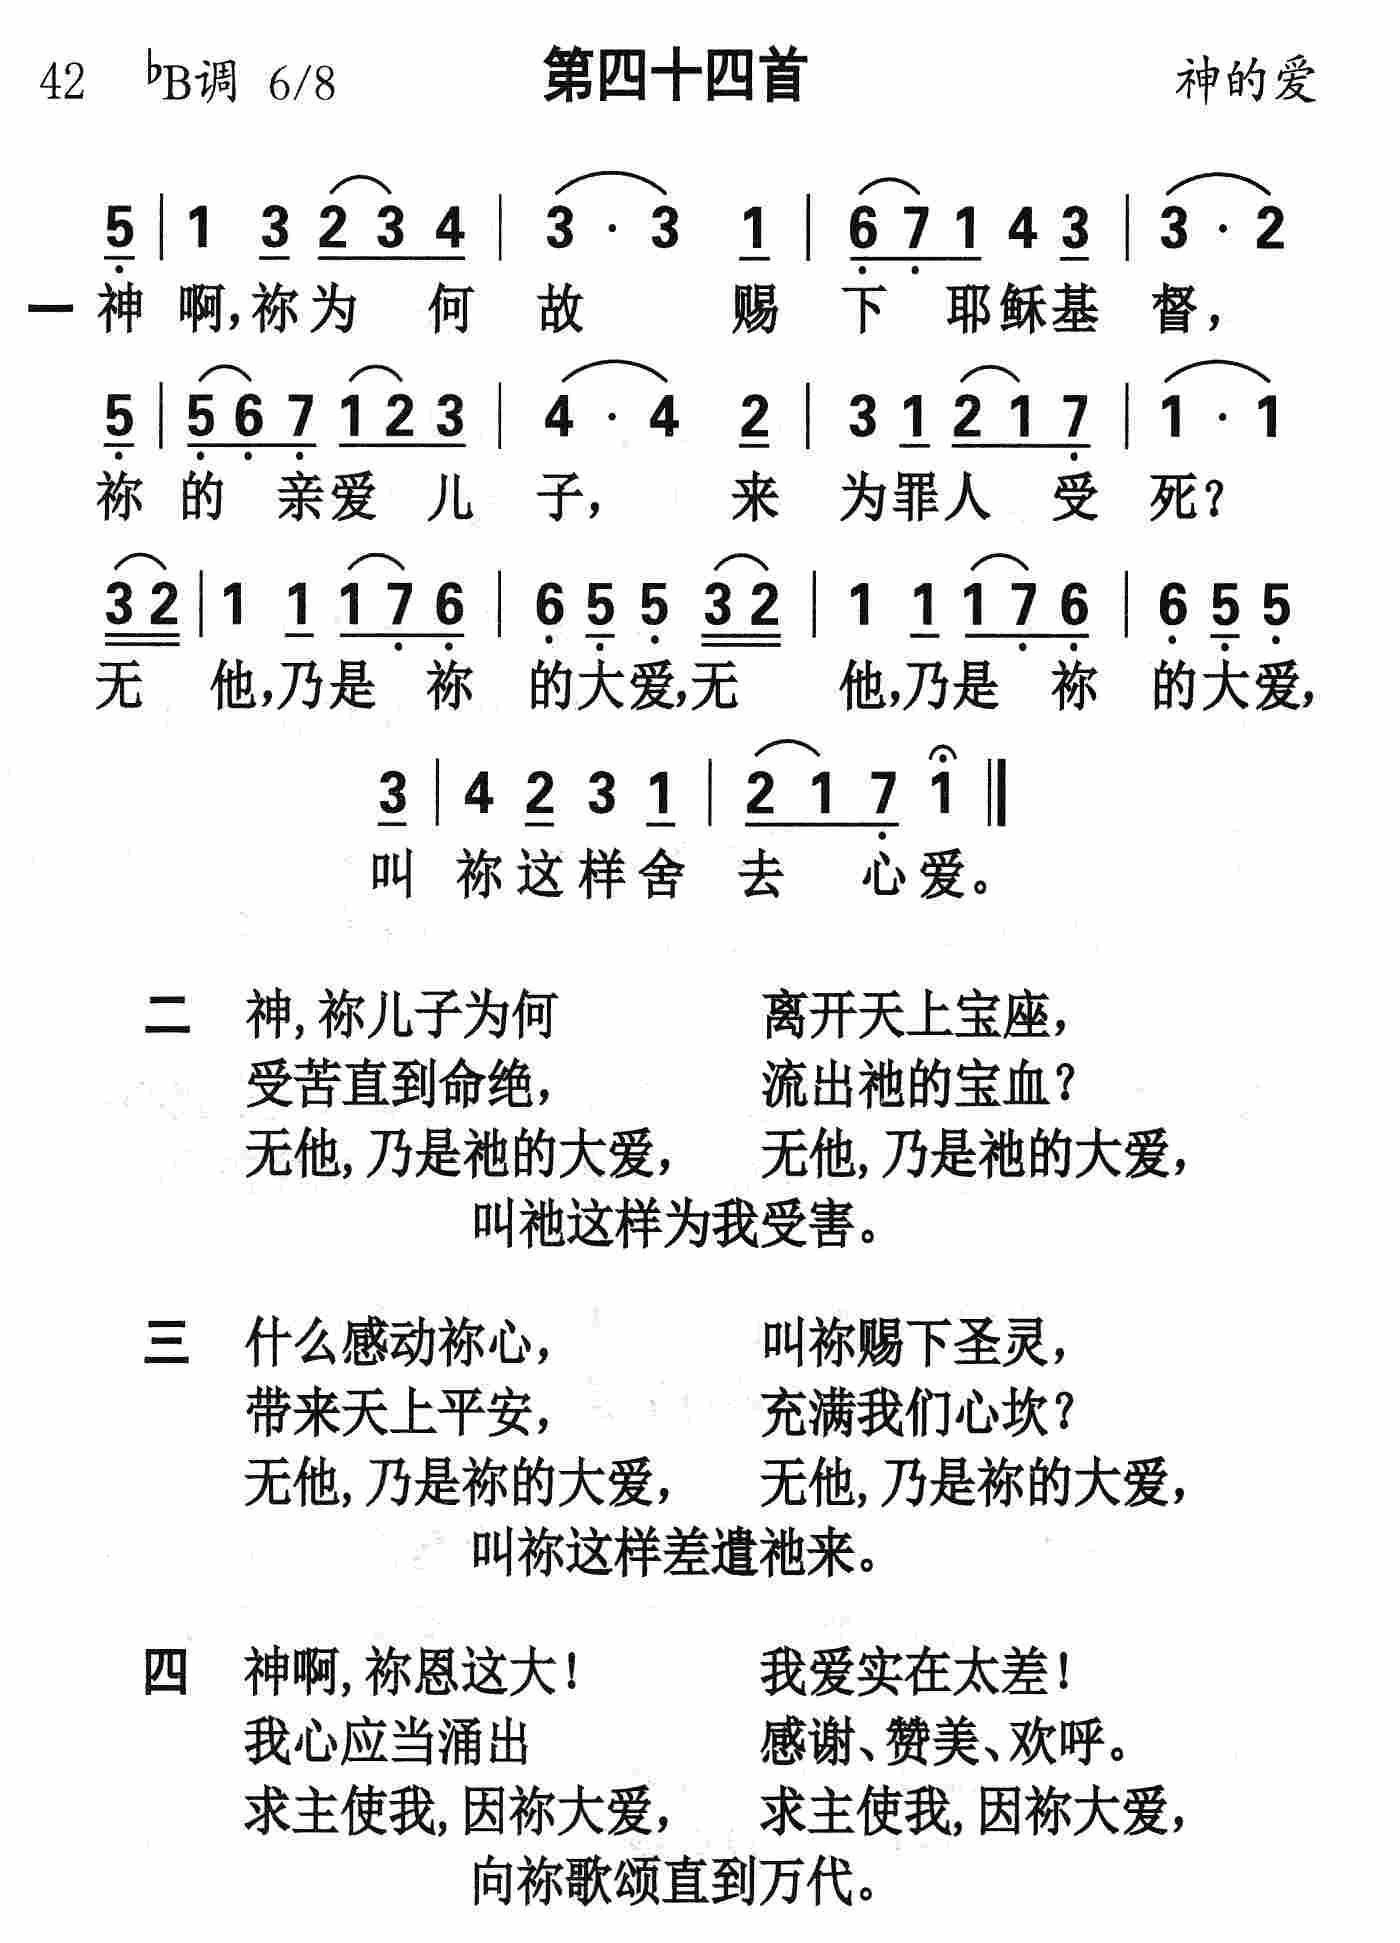 42 ♭B调 6/8 第四十四首 神的爱
5 | 1 3 2 3 4 | 3 · 3 1 | 6 7 1 4 3 | 3 · 2
一 神 啊,祢为 何 故 赐 下 耶稣基 督,
5 | 5 6 7 1 2 3 | 4 · 4 2 | 3 1 2 1 7 | 1 · 1
祢 的 亲爱 儿 子, 来 为罪人 受 死?
3 2 | 1 1 1 7 6 | 6 5 5 3 2 | 1 1 1 7 6 | 6 5 5
无 他,乃是 祢 的大爱,无 他,乃是 祢 的大爱,
3 | 4 2 3 1 | 2 1 7 1
叫 祢这样舍 去 心爱。
二 神,祢儿子为何 离开天上宝座,
受苦直到命绝, 流出祂的宝血?
无他,乃是祂的大爱, 无他,乃是祂的大爱,
叫祂这样为我受害。
三 什么感动祢心, 叫祢赐下圣灵,
带来天上平安, 充满我们心坎?
无他,乃是祢的大爱, 无他,乃是祢的大爱,
叫祢这样差遣祂来。
四 神啊,祢恩这大! 我爱实在太差!
我心应当涌出 感谢、赞美、欢呼。
求主使我,因祢大爱, 求主使我,因祢大爱,
向祢歌颂直到万代。